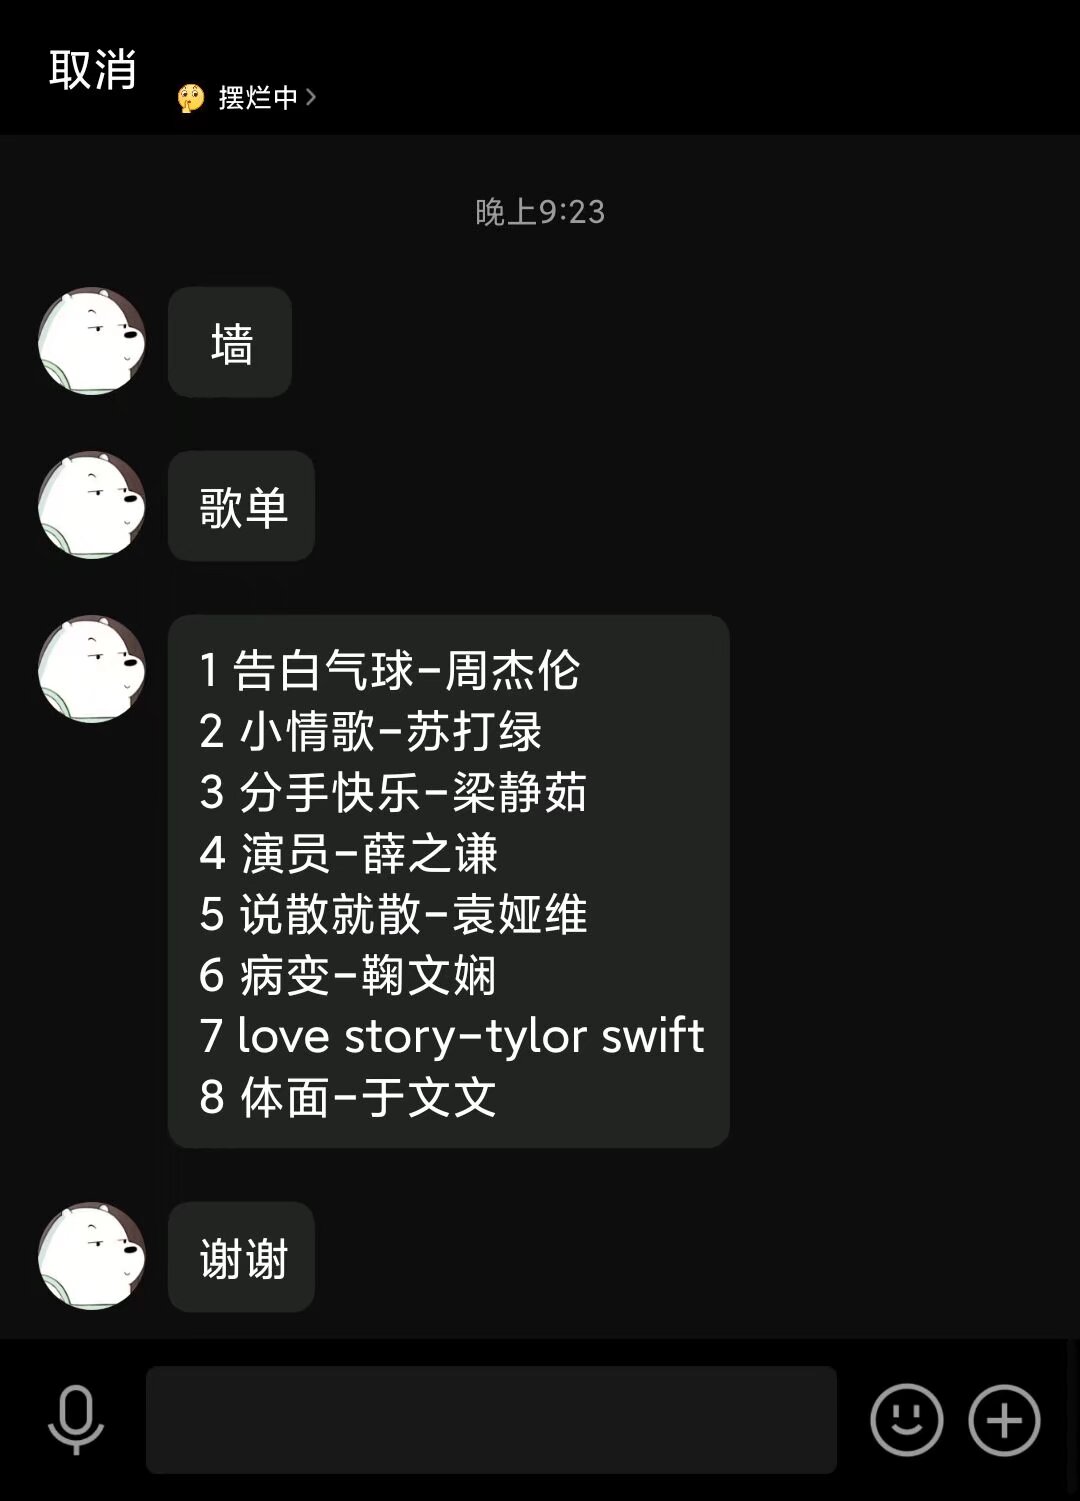 取消
摆烂中
晚上9:23
墙
歌单
1 告白气球-周杰伦
2 小情歌-苏打绿
3 分手快乐-梁静茹
4 演员-薛之谦
5 说散就散-袁娅维
6 病变-鞠文娴
7 love story-tylor swift
8 体面-于文文
谢谢